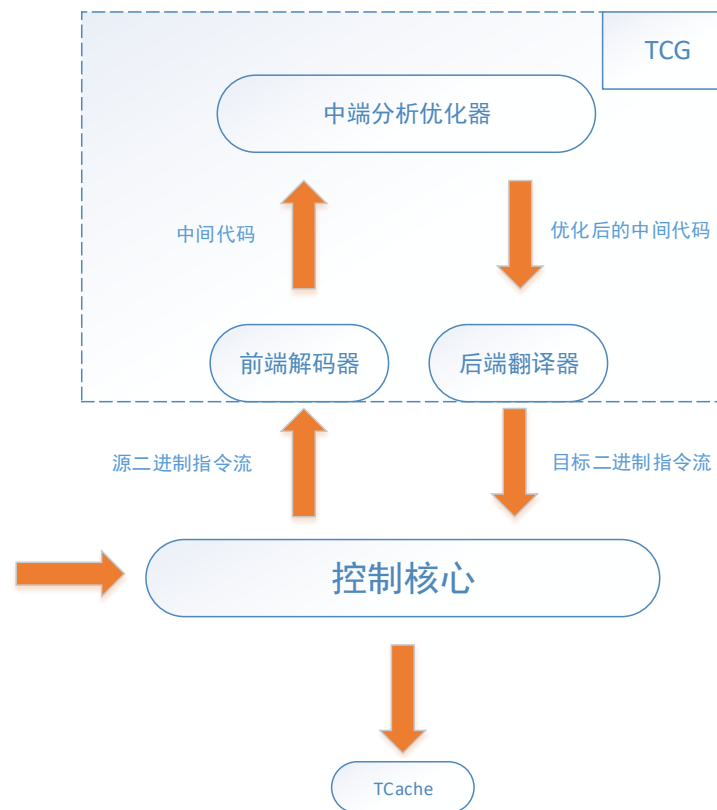 TCG
中端分析优化器
中间代码
优化后的中间代码
前端解码器
后端翻译器
源二进制指令流
目标二进制指令流
控制核心
TCache